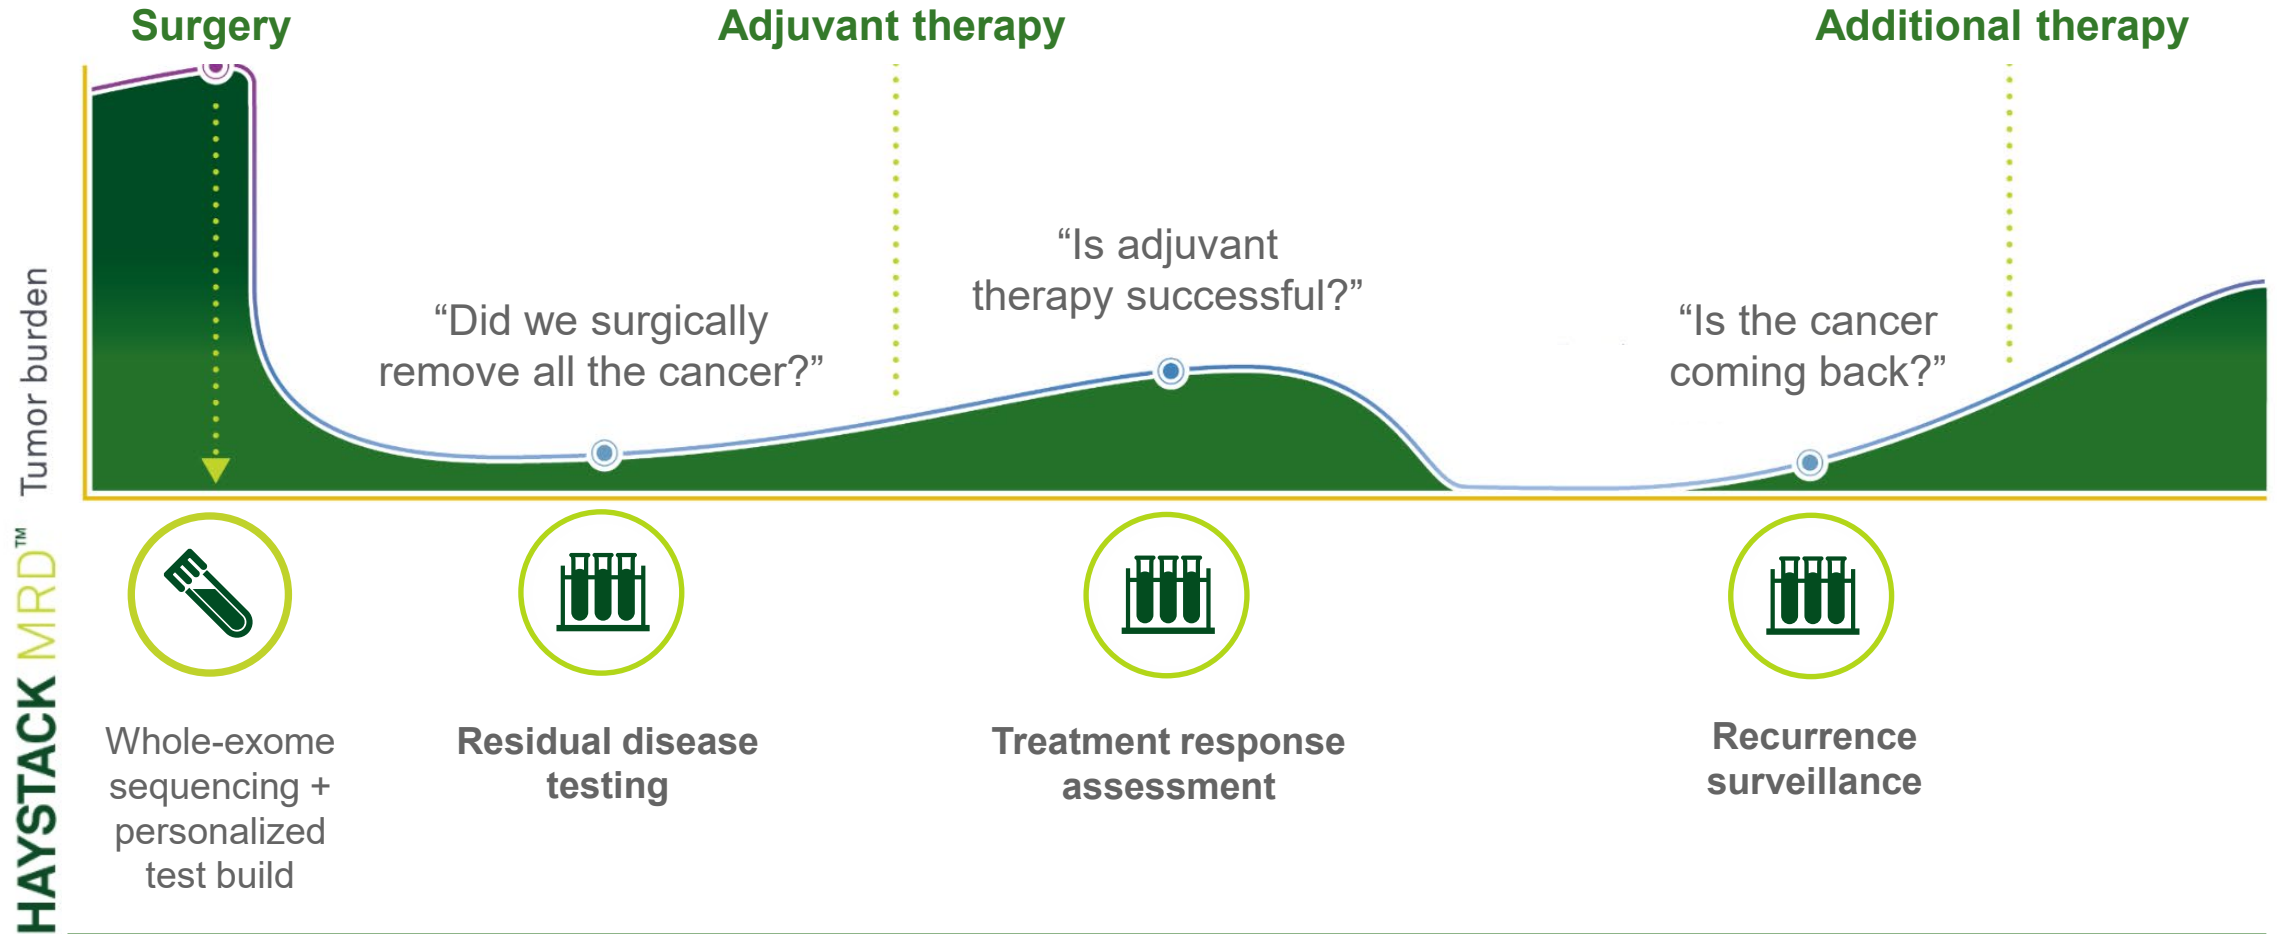 Surgery
Adjuvant therapy
Additional therapy
“Is adjuvant
therapy successful?”
“Did we surgically
remove all the cancer?”
“Is the cancer
coming back?”
Tumor burden
HAYSTACK MRD™
Whole-exome
sequencing +
personalized
test build
Residual disease
testing
Treatment response
assessment
Recurrence
surveillance